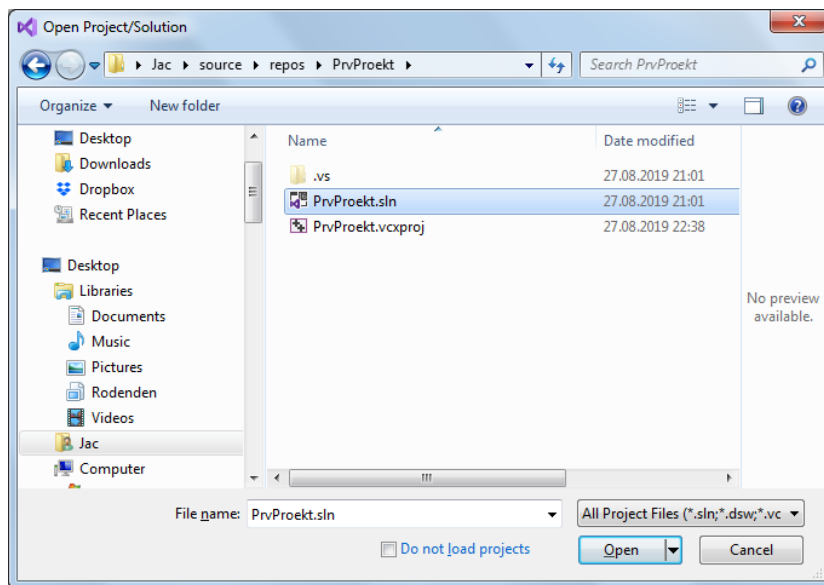 Open Project/Solution
Jac source repos PrvProekt
Search PrvProekt
Organize New folder
Name Date modified
Desktop
Downloads
Dropbox
Recent Places
Desktop
Libraries
Documents
Music
Pictures
Rodenden
Videos
Jac
Computer
.vs 27.08.2019 21:01
PrvProekt.sln 27.08.2019 21:01
PrvProekt.vcxproj 27.08.2019 22:38
No preview
available.
File name: PrvProekt.sln
All Project Files (*.sln;*.dsw;*.vc
Do not load projects
Open Cancel